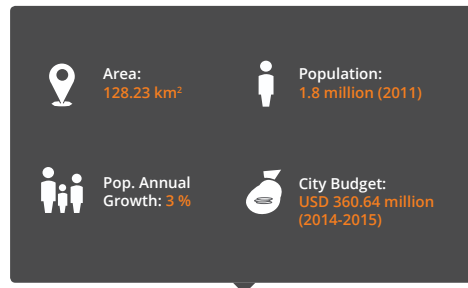 Area:
128.23 km²
Population:
1.8 million (2011)
Pop. Annual
Growth: 3 %
City Budget:
USD 360.64 million
(2014-2015)